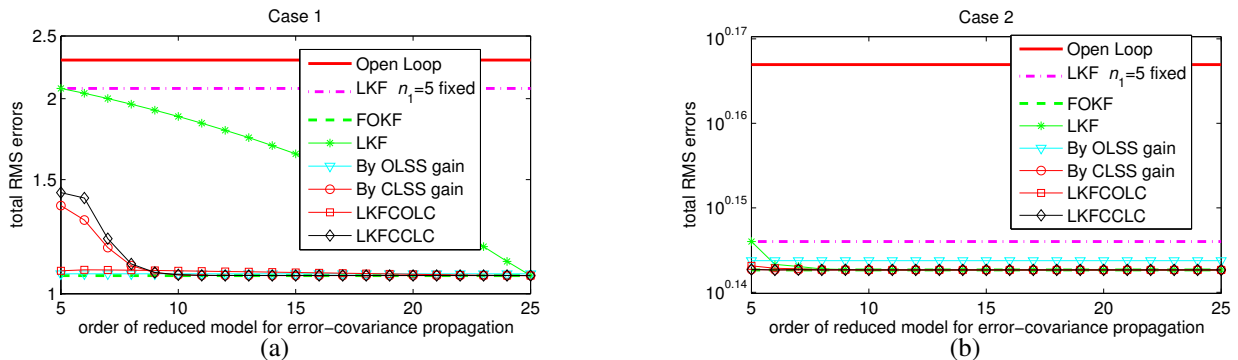 Case 1
2.5
2
1.5
1
total RMS errors
Open Loop
LKF n1=5 fixed
FOKF
LKF
By OLSS gain
By CLSS gain
LKFCOLC
LKFCCLC
5 10 15 20 25
order of reduced model for error−covariance propagation
(a)
Case 2
10^0.17
10^0.16
10^0.15
10^0.14
total RMS errors
Open Loop
LKF n1=5 fixed
FOKF
LKF
By OLSS gain
By CLSS gain
LKFCOLC
LKFCCLC
5 10 15 20 25
order of reduced model for error−covariance propagation
(b)